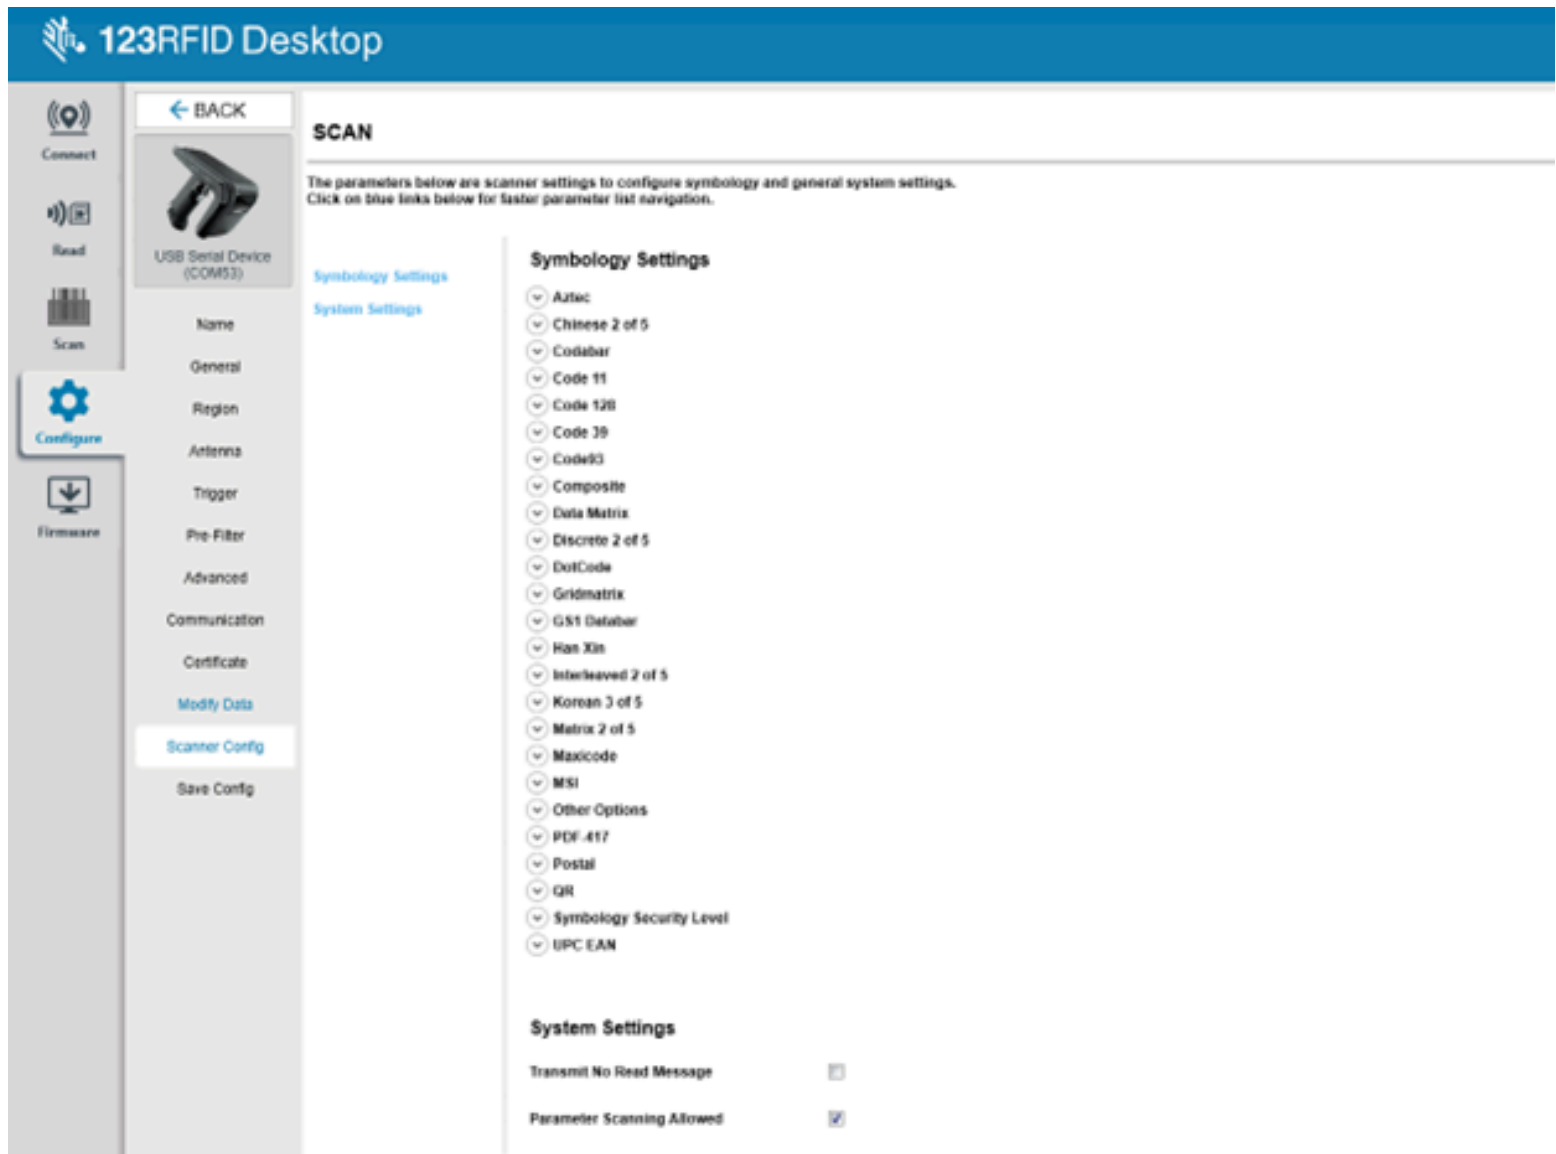 123RFID Desktop
Connect
Read
Scan
Configure
Firmware
BACK
USB Serial Device
(COM53)
Name
General
Region
Antenna
Trigger
Pre-Filter
Advanced
Communication
Certificate
Modify Data
Scanner Config
Save Config
SCAN
The parameters below are scanner settings to configure symbology and general system settings.
Click on blue links below for faster parameter list navigation.
Symbology Settings
System Settings
Symbology Settings
Aztec
Chinese 2 of 5
Codabar
Code 11
Code 128
Code 39
Code93
Composite
Data Matrix
Discrete 2 of 5
DotCode
Gridmatrix
GS1 Databar
Han Xin
Interleaved 2 of 5
Korean 3 of 5
Matrix 2 of 5
Maxicode
MSI
Other Options
PDF-417
Postal
QR
Symbology Security Level
UPC EAN
System Settings
Transmit No Read Message
Parameter Scanning Allowed